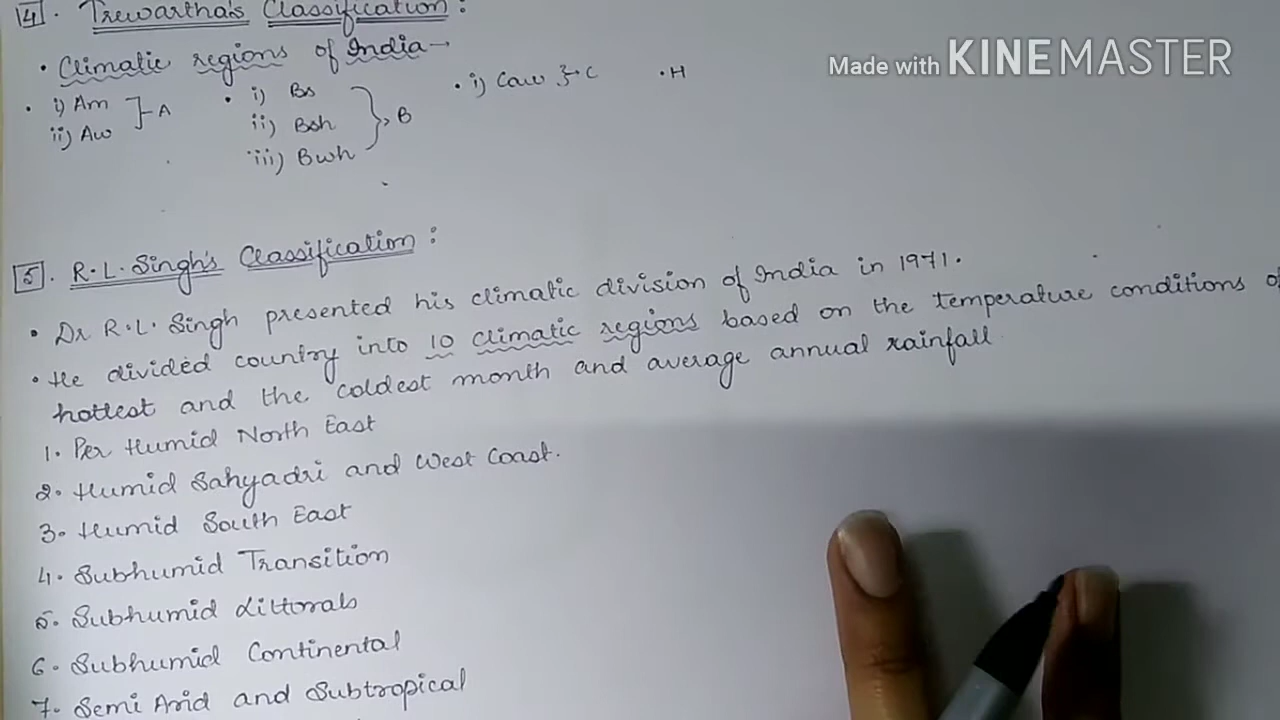 14. Trewartha's Classification:
• Climatic regions of India—
• i) Am
ii) Aw
} A
• i) Bs
ii) Bsh
iii) Bwh
} B
• i) Caw } C
• H
Made with KINEMASTER
5. R.L. Singh's Classification:
• Dr R.L. Singh presented his climatic division of India in 1971.
• He divided country into 10 climatic regions based on the temperature conditions of
hottest and the coldest month and average annual rainfall
1. Per Humid North East
2. Humid Sahyadri and West Coast.
3. Humid South East
4. Subhumid Transition
5. Subhumid Littorals
6. Subhumid Continental
7. Semi Arid and Subtropical